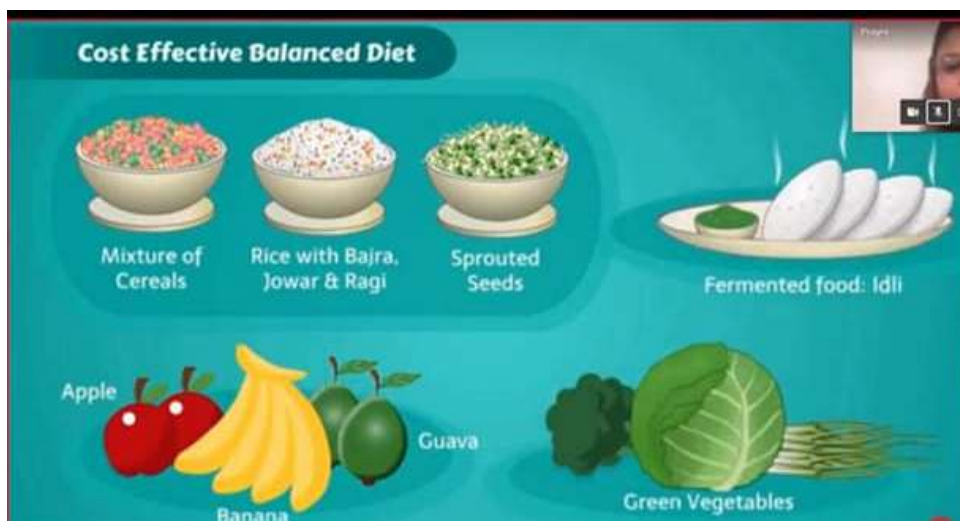 Cost Effective Balanced Diet
Mixture of
Cereals
Rice with Bajra,
Jowar & Ragi
Sprouted
Seeds
Fermented food: Idli
Apple
Guava
Banana
Green Vegetables